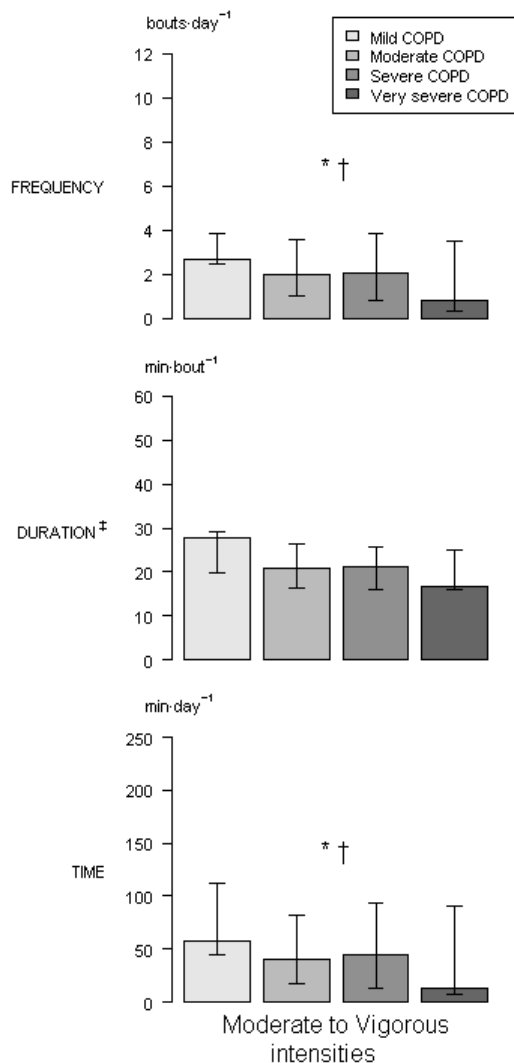 bouts·day⁻¹
Mild COPD
Moderate COPD
Severe COPD
Very severe COPD
12
10
8
6
4
2
0
FREQUENCY
* †
min·bout⁻¹
60
50
40
30
20
10
0
DURATION‡
min·day⁻¹
250
200
150
100
50
0
TIME
* †
Moderate to Vigorous
intensities